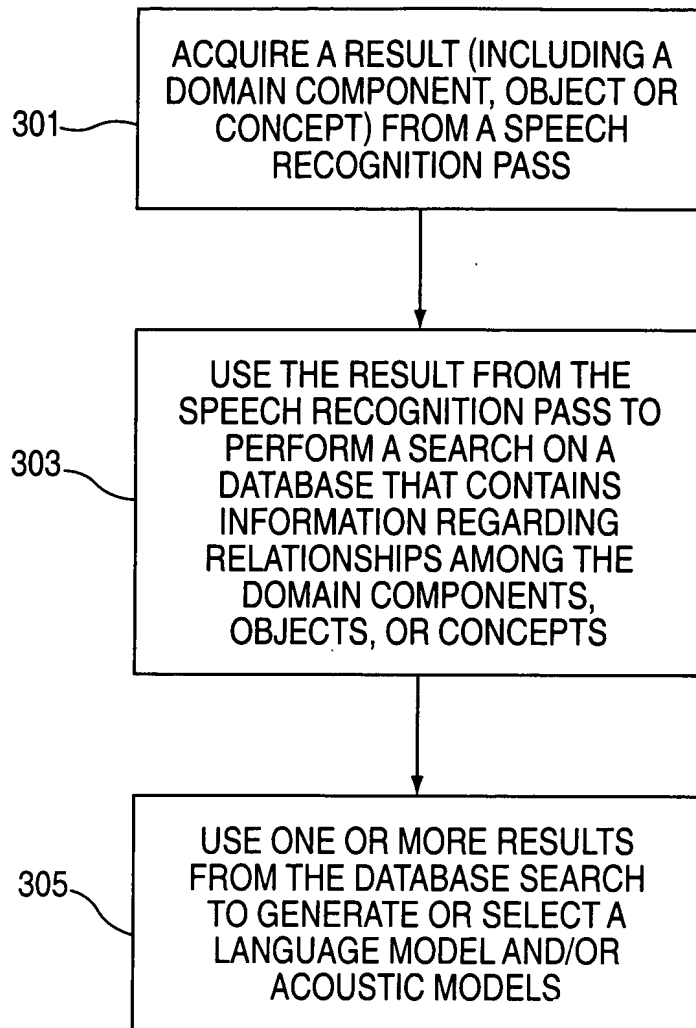 ACQUIRE A RESULT (INCLUDING A
DOMAIN COMPONENT, OBJECT OR
CONCEPT) FROM A SPEECH
RECOGNITION PASS
301
USE THE RESULT FROM THE
SPEECH RECOGNITION PASS TO
PERFORM A SEARCH ON A
DATABASE THAT CONTAINS
INFORMATION REGARDING
RELATIONSHIPS AMONG THE
DOMAIN COMPONENTS,
OBJECTS, OR CONCEPTS
303
USE ONE OR MORE RESULTS
FROM THE DATABASE SEARCH
TO GENERATE OR SELECT A
LANGUAGE MODEL AND/OR
ACOUSTIC MODELS
305